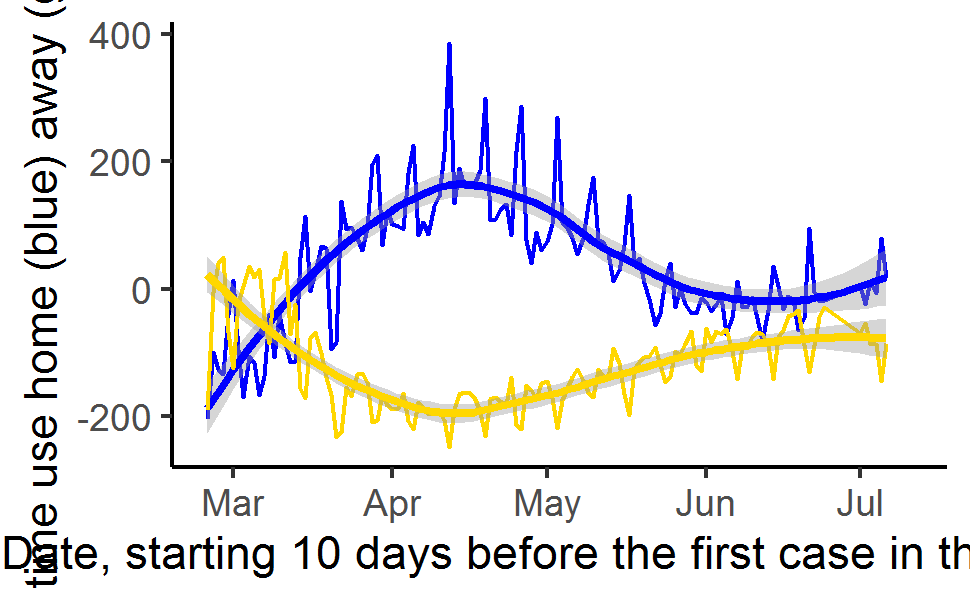 time use home (blue) away (
400
200
0
-200
Mar Apr May Jun Jul
Date, starting 10 days before the first case in th